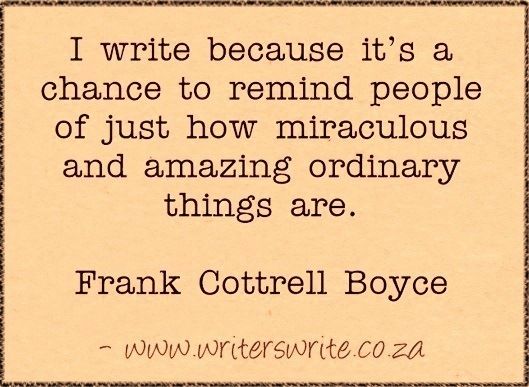 I write because it's a
chance to remind people
of just how miraculous
and amazing ordinary
things are.
Frank Cottrell Boyce
- www.writerswrite.co.za